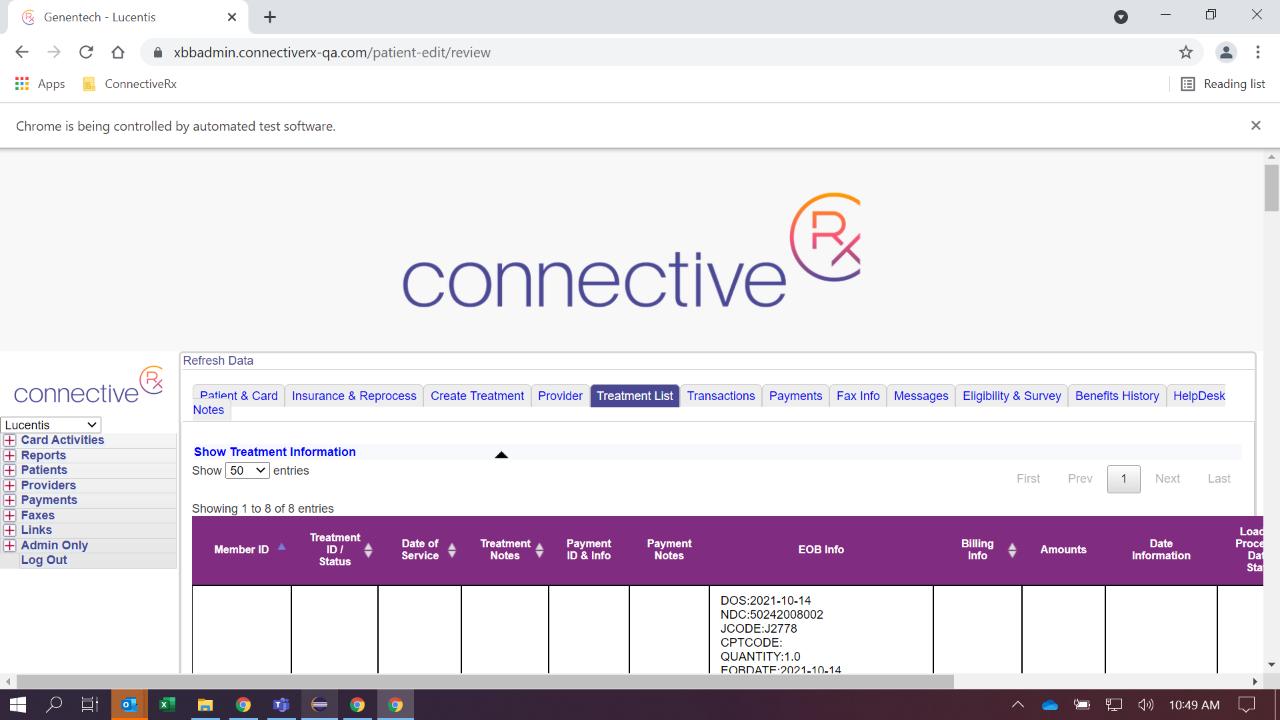 Genentech - Lucentis
xbbadmin.connectiverx-qa.com/patient-edit/review
Apps
ConnectiveRx
Reading list
Chrome is being controlled by automated test software.
connective Rx
Refresh Data
connective Rx
Patient & Card
Insurance & Reprocess
Create Treatment
Provider
Treatment List
Transactions
Payments
Fax Info
Messages
Eligibility & Survey
Benefits History
HelpDesk
Notes
Lucentis
Card Activities
Reports
Patients
Providers
Payments
Faxes
Links
Admin Only
Log Out
Show Treatment Information
Show 50 entries
First
Prev
1
Next
Last
Showing 1 to 8 of 8 entries
Member ID
Treatment
ID /
Status
Date of
Service
Treatment
Notes
Payment
ID & Info
Payment
Notes
EOB Info
Billing
Info
Amounts
Date
Information
DOS:2021-10-14
NDC:50242008002
JCODE:J2778
CPTCODE:
QUANTITY:1.0
EOBDATE:2021-10-14
10:49 AM